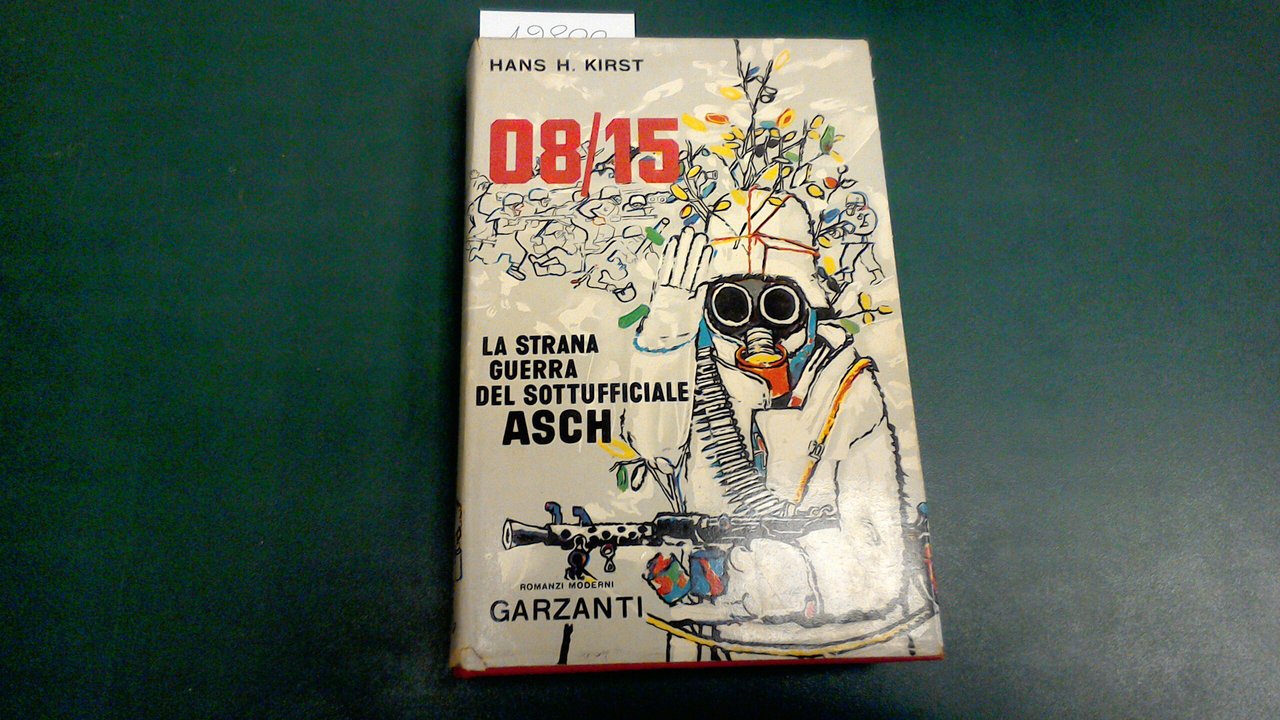 HANS H. KIRST
08/15
LA STRANA
GUERRA
DEL SOTTUFFICIALE
ASCH
ROMANZI MODERNI
GARZANTI